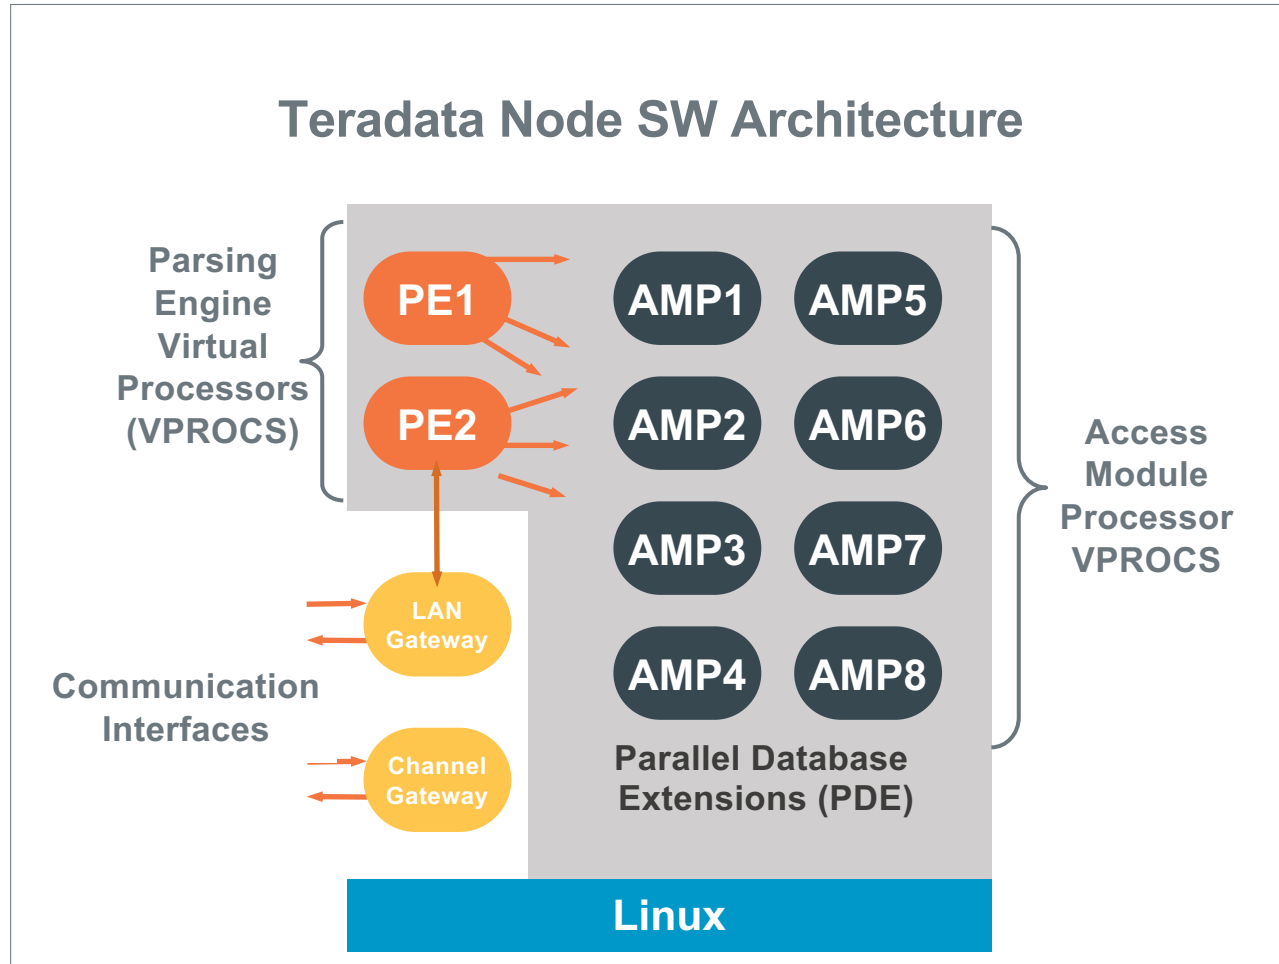 Teradata Node SW Architecture
Parsing
Engine
Virtual
Processors
(VPROCS)
PE1
PE2
AMP1
AMP5
AMP2
AMP6
AMP3
AMP7
AMP4
AMP8
Access
Module
Processor
VPROCS
LAN
Gateway
Communication
Interfaces
Channel
Gateway
Parallel Database
Extensions (PDE)
Linux